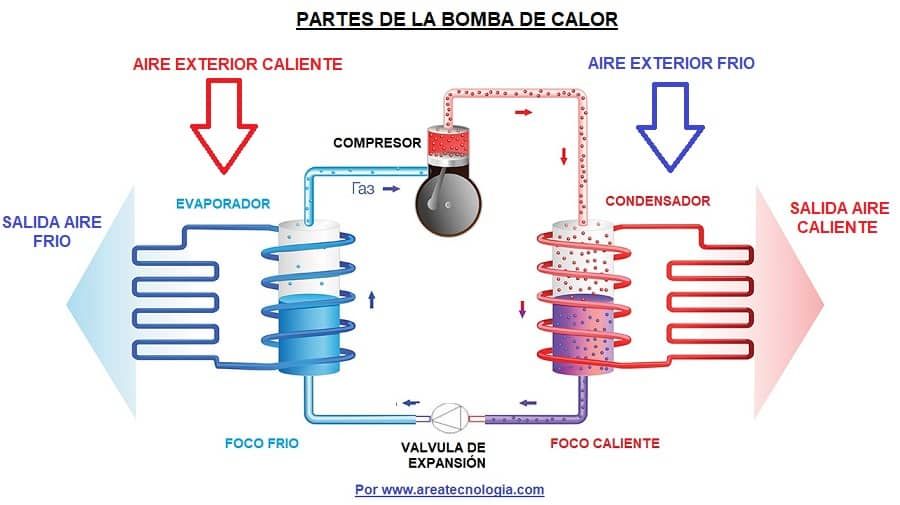 PARTES DE LA BOMBA DE CALOR
AIRE EXTERIOR CALIENTE
AIRE EXTERIOR FRIO
COMPRESOR
Газ
EVAPORADOR
CONDENSADOR
SALIDA AIRE
FRIO
SALIDA AIRE
CALIENTE
FOCO FRIO
VALVULA DE
EXPANSIÓN
FOCO CALIENTE
Por www.areatecnologia.com